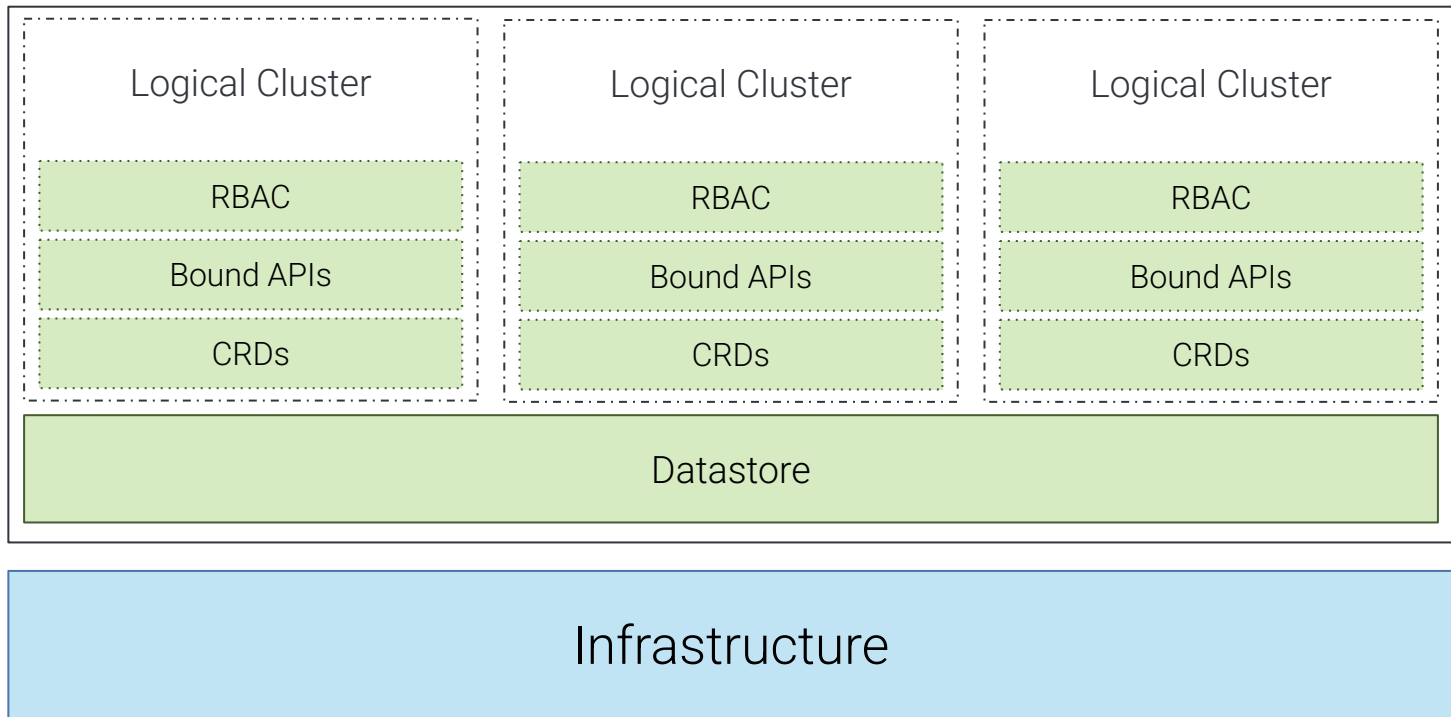 Logical Cluster
Logical Cluster
Logical Cluster
RBAC
RBAC
RBAC
Bound APIs
Bound APIs
Bound APIs
CRDs
CRDs
CRDs
Datastore
Infrastructure